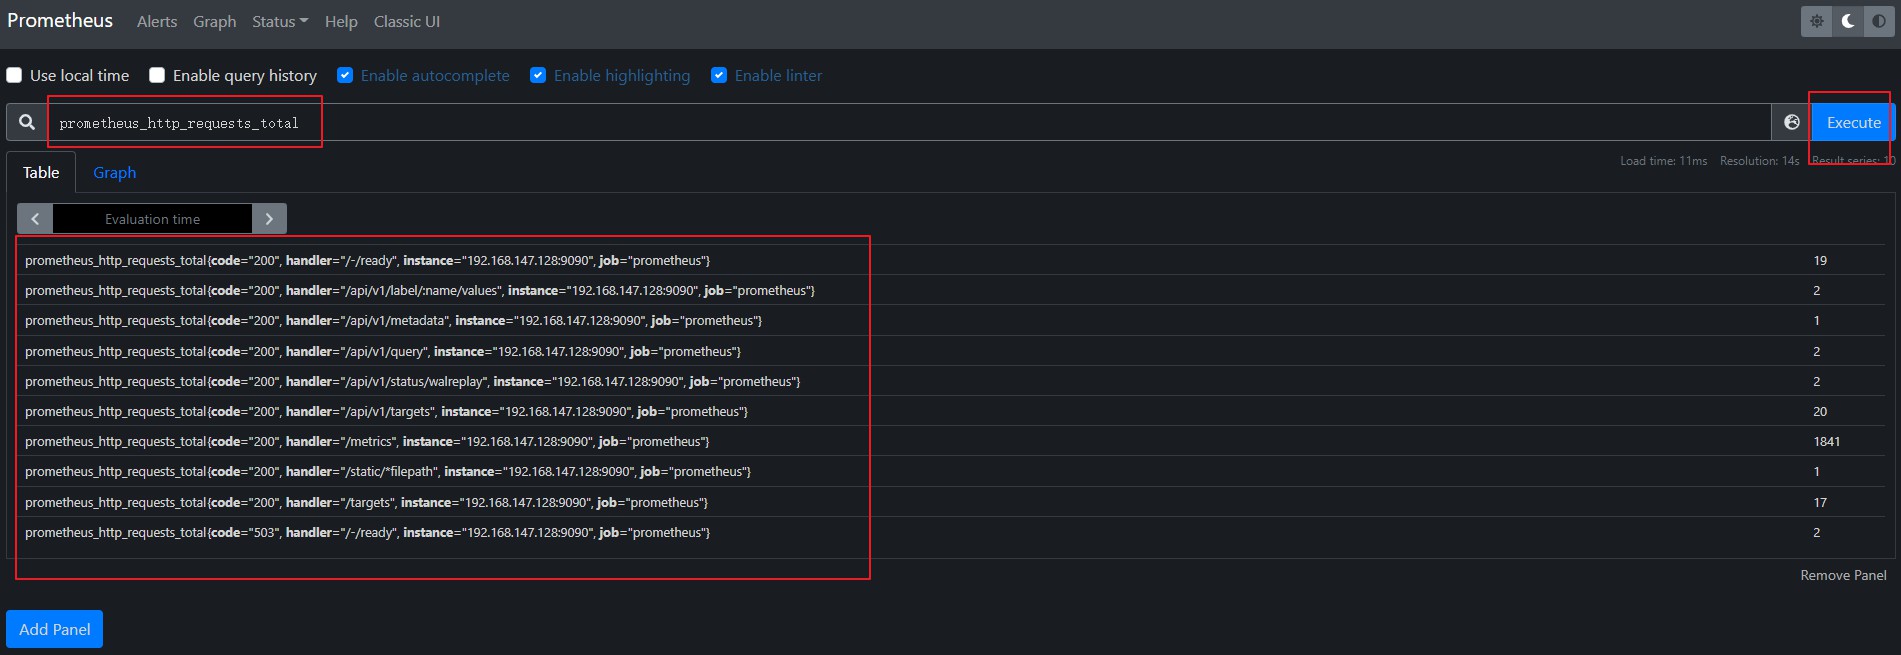 Prometheus Alerts Graph Status Help Classic UI
Use local time Enable query history Enable autocomplete Enable highlighting Enable linter
prometheus_http_requests_total Execute
Table Graph Load time: 11ms Resolution: 14s Result series: 10
Evaluation time
prometheus_http_requests_total{code="200", handler="/-/ready", instance="192.168.147.128:9090", job="prometheus"} 19
prometheus_http_requests_total{code="200", handler="/api/v1/label/:name/values", instance="192.168.147.128:9090", job="prometheus"} 2
prometheus_http_requests_total{code="200", handler="/api/v1/metadata", instance="192.168.147.128:9090", job="prometheus"} 1
prometheus_http_requests_total{code="200", handler="/api/v1/query", instance="192.168.147.128:9090", job="prometheus"} 2
prometheus_http_requests_total{code="200", handler="/api/v1/status/walreplay", instance="192.168.147.128:9090", job="prometheus"} 2
prometheus_http_requests_total{code="200", handler="/api/v1/targets", instance="192.168.147.128:9090", job="prometheus"} 20
prometheus_http_requests_total{code="200", handler="/metrics", instance="192.168.147.128:9090", job="prometheus"} 1841
prometheus_http_requests_total{code="200", handler="/static/*filepath", instance="192.168.147.128:9090", job="prometheus"} 1
prometheus_http_requests_total{code="200", handler="/targets", instance="192.168.147.128:9090", job="prometheus"} 17
prometheus_http_requests_total{code="503", handler="/-/ready", instance="192.168.147.128:9090", job="prometheus"} 2
Remove Panel
Add Panel